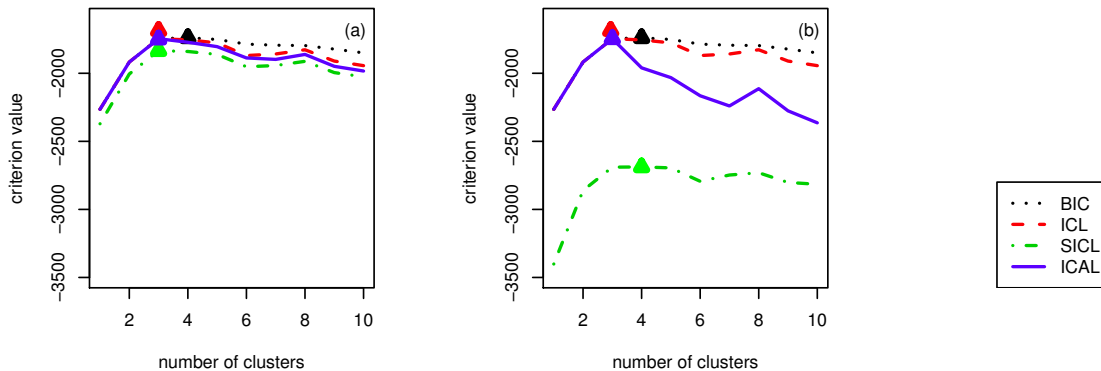 (a)
criterion value
−2000
−2500
−3000
−3500
2 4 6 8 10
number of clusters
(b)
criterion value
−2000
−2500
−3000
−3500
2 4 6 8 10
number of clusters
BIC
ICL
SICL
ICAL